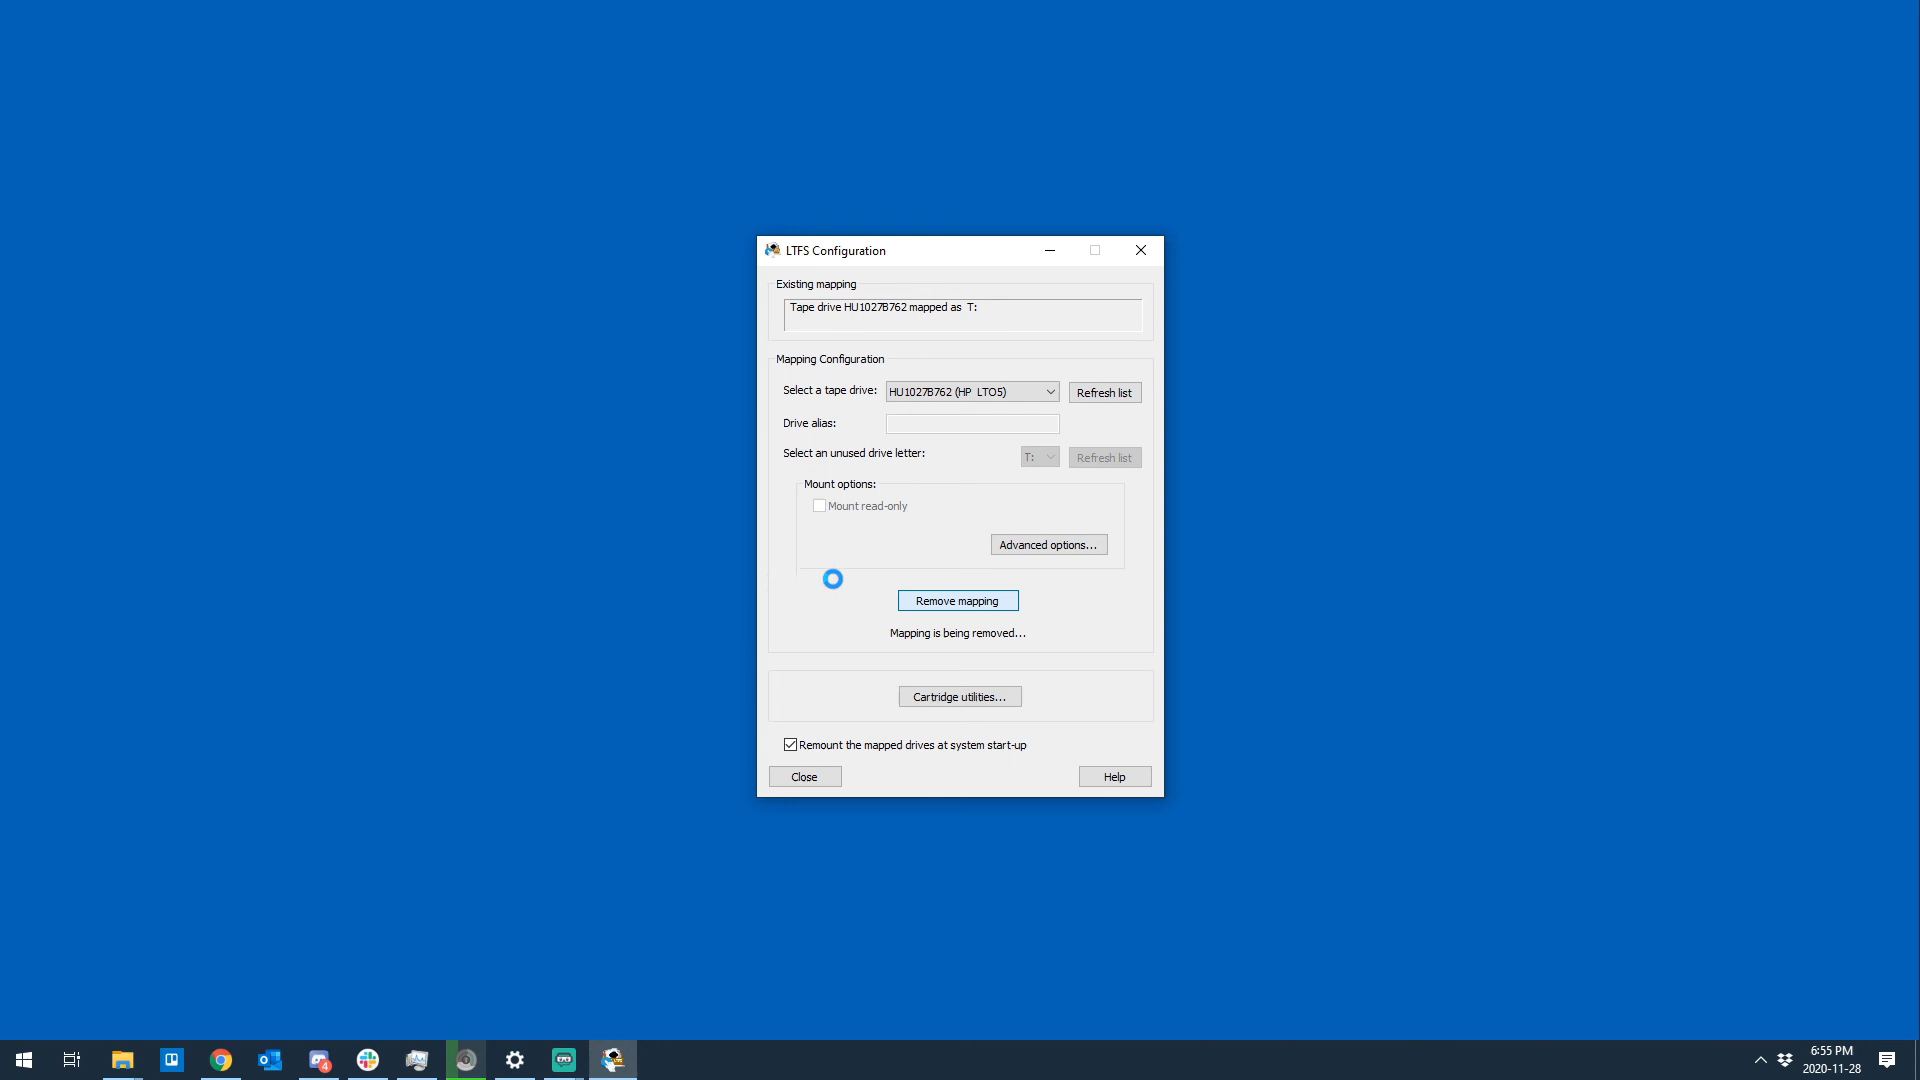 LTFS Configuration
Existing mapping
Tape drive HU1027B762 mapped as  T:
Mapping Configuration
Select a tape drive: HU1027B762 (HP  LTO5) Refresh list
Drive alias:
Select an unused drive letter: T: Refresh list
Mount options:
Mount read-only
Advanced options...
Remove mapping
Mapping is being removed...
Cartridge utilities...
Remount the mapped drives at system start-up
Close Help
4
6:55 PM
2020-11-28